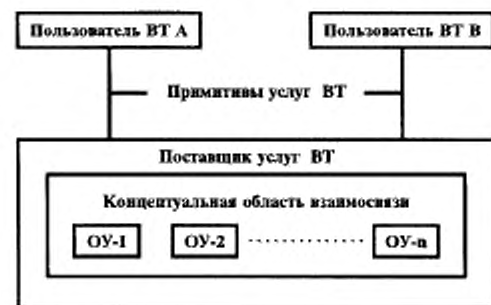 Пользователь ВТ А Пользователь ВТ В
Примитивы услуг ВТ
Поставщик услуг ВТ
Концептуальная область взаимосвязи
ОУ-1 ОУ-2 ОУ-n